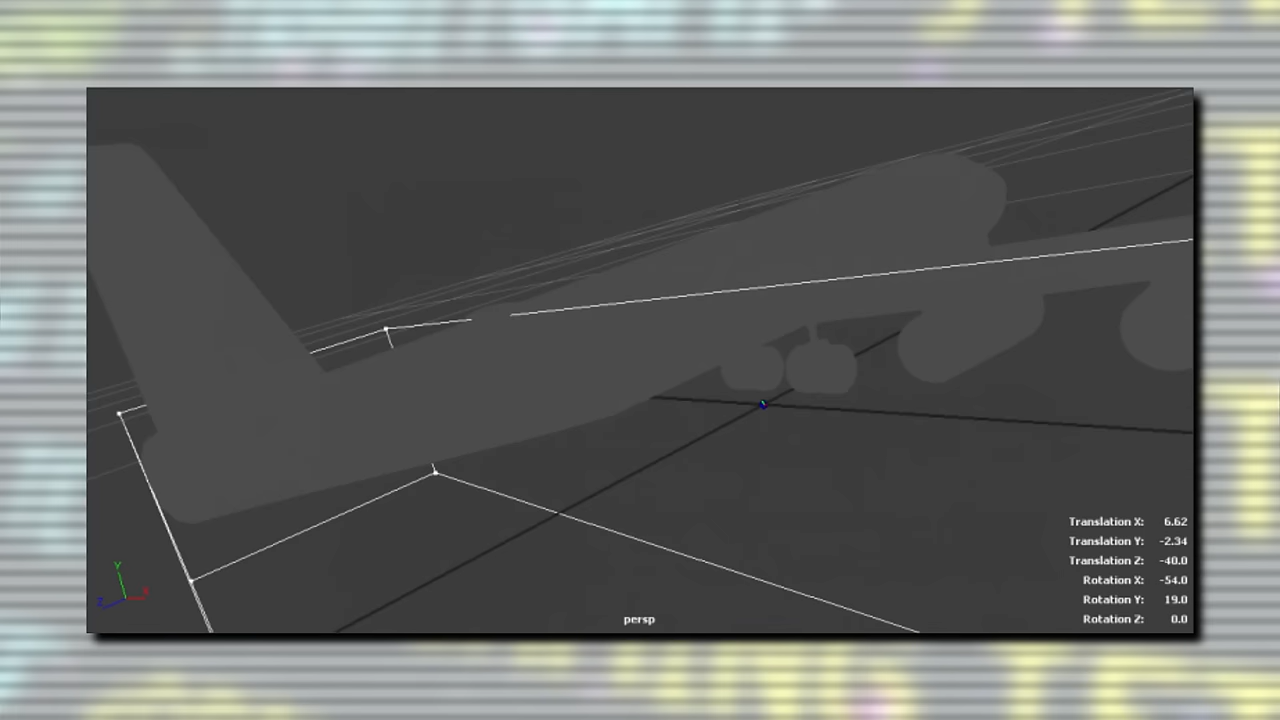 Translation X: 6.62
Translation Y: -2.34
Translation Z: -40.0
Rotation X: -54.0
Rotation Y: 19.0
Rotation Z: 0.0
persp
Y
X
Z